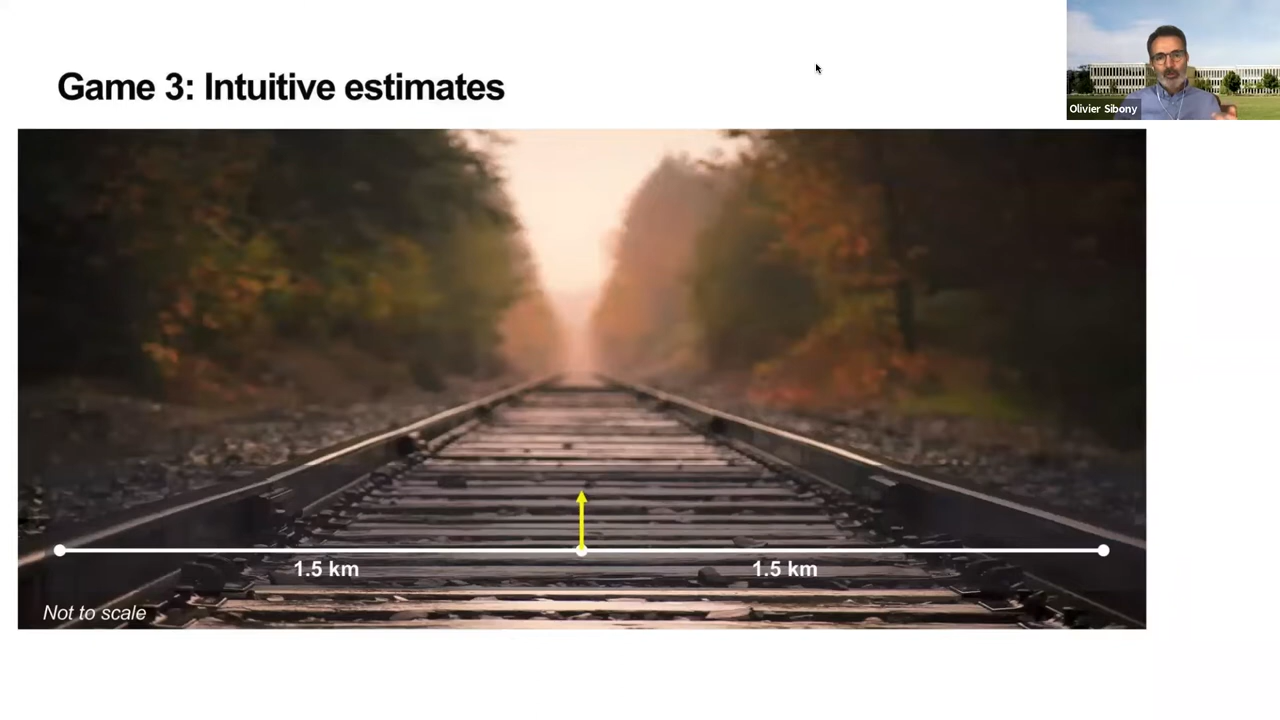 Game 3: Intuitive estimates
Olivier Sibony
1.5 km
1.5 km
Not to scale